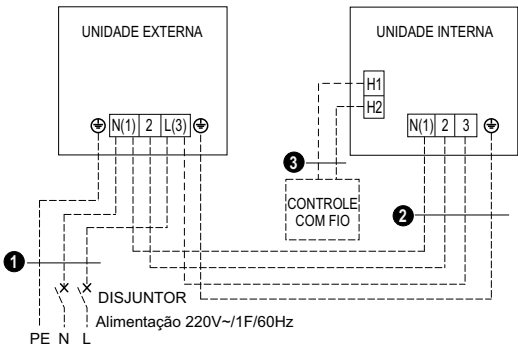 UNIDADE EXTERNA
UNIDADE INTERNA
H1
H2
N(1) 2 L(3)
N(1) 2 3
3
CONTROLE
COM FIO
2
1
DISJUNTOR
Alimentação 220V~/1F/60Hz
PE N L